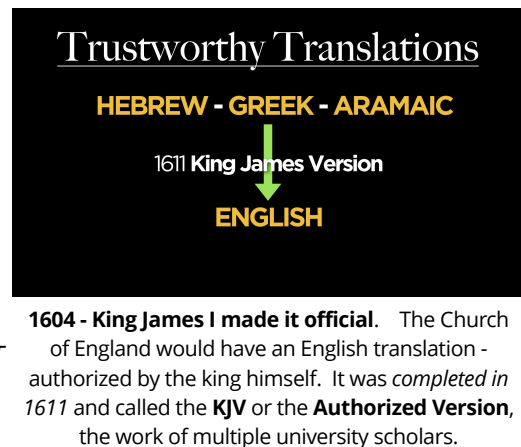 Trustworthy Translations
HEBREW - GREEK - ARAMAIC
1611 King James Version
ENGLISH
1604 - King James I made it official. The Church
of England would have an English translation -
authorized by the king himself. It was completed in
1611 and called the KJV or the Authorized Version,
the work of multiple university scholars.